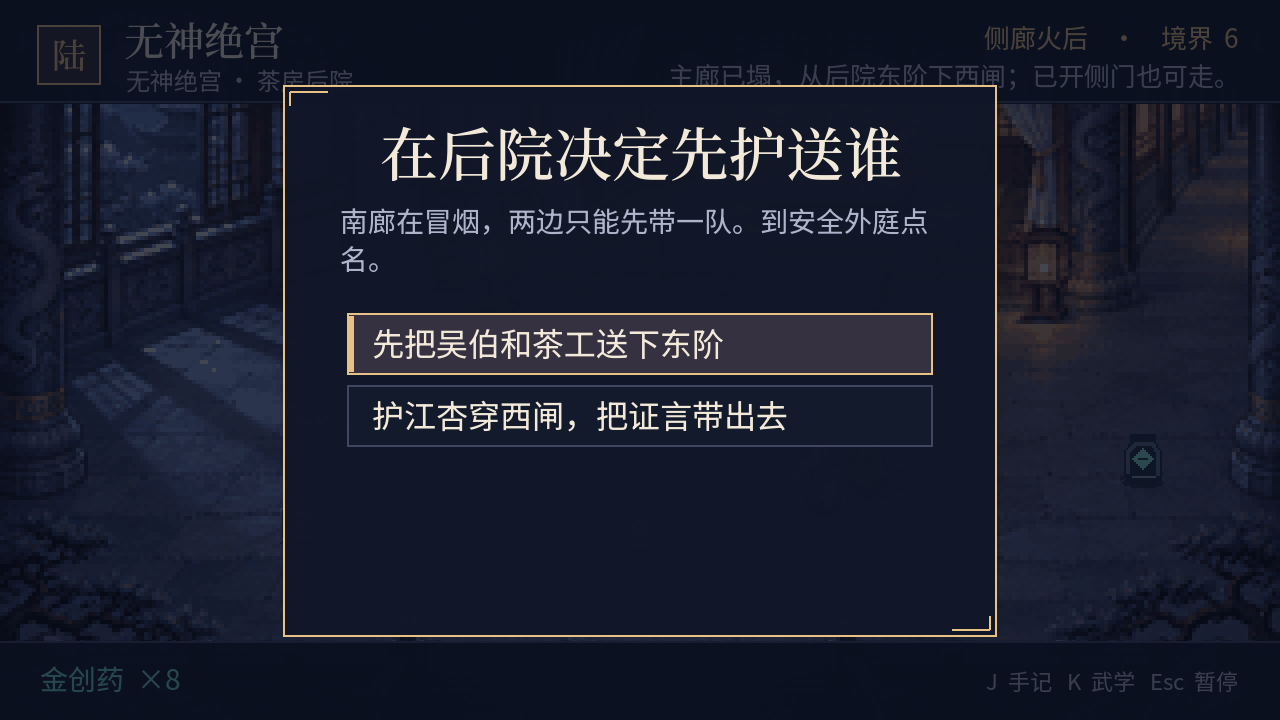 陆
无神绝宫
无神绝宫 · 茶房后院
侧廊火后 · 境界 6
主廊已塌，从后院东阶下西闸；已开侧门也可走。
在后院决定先护送谁
南廊在冒烟，两边只能先带一队。到安全外庭点
名。
先把吴伯和茶工送下东阶
护江杏穿西闸，把证言带出去
金创药 ×8
J 手记 K 武学 Esc 暂停